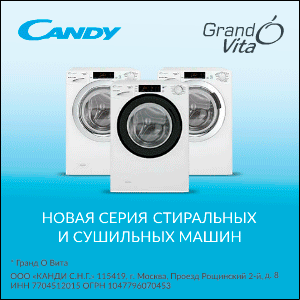 CANDY
Grand Ó
Vita
НОВАЯ СЕРИЯ СТИРАЛЬНЫХ
И СУШИЛЬНЫХ МАШИН
* Гранд О Вита
ООО «КАНДИ С.Н.Г.» 115419, г. Москва, Проезд Рощинский 2-й, д. 8
ИНН 7704512015 ОГРН 1047796070453